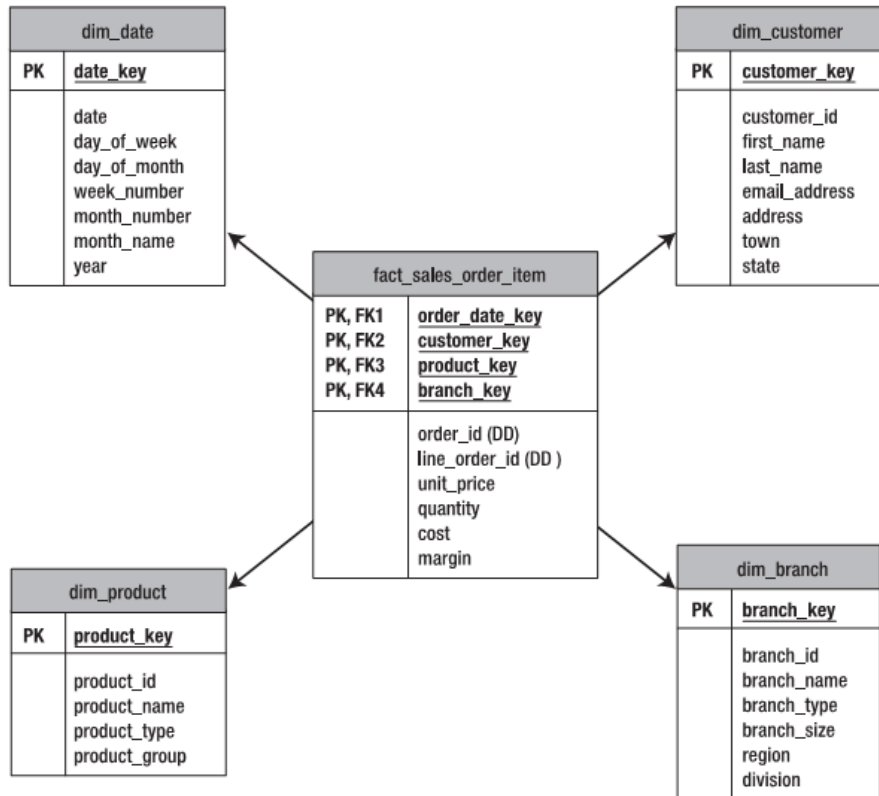 dim_date
PK date_key
date
day_of_week
day_of_month
week_number
month_number
month_name
year
dim_customer
PK customer_key
customer_id
first_name
last_name
email_address
address
town
state
fact_sales_order_item
PK, FK1 order_date_key
PK, FK2 customer_key
PK, FK3 product_key
PK, FK4 branch_key
order_id (DD)
line_order_id (DD )
unit_price
quantity
cost
margin
dim_product
PK product_key
product_id
product_name
product_type
product_group
dim_branch
PK branch_key
branch_id
branch_name
branch_type
branch_size
region
division